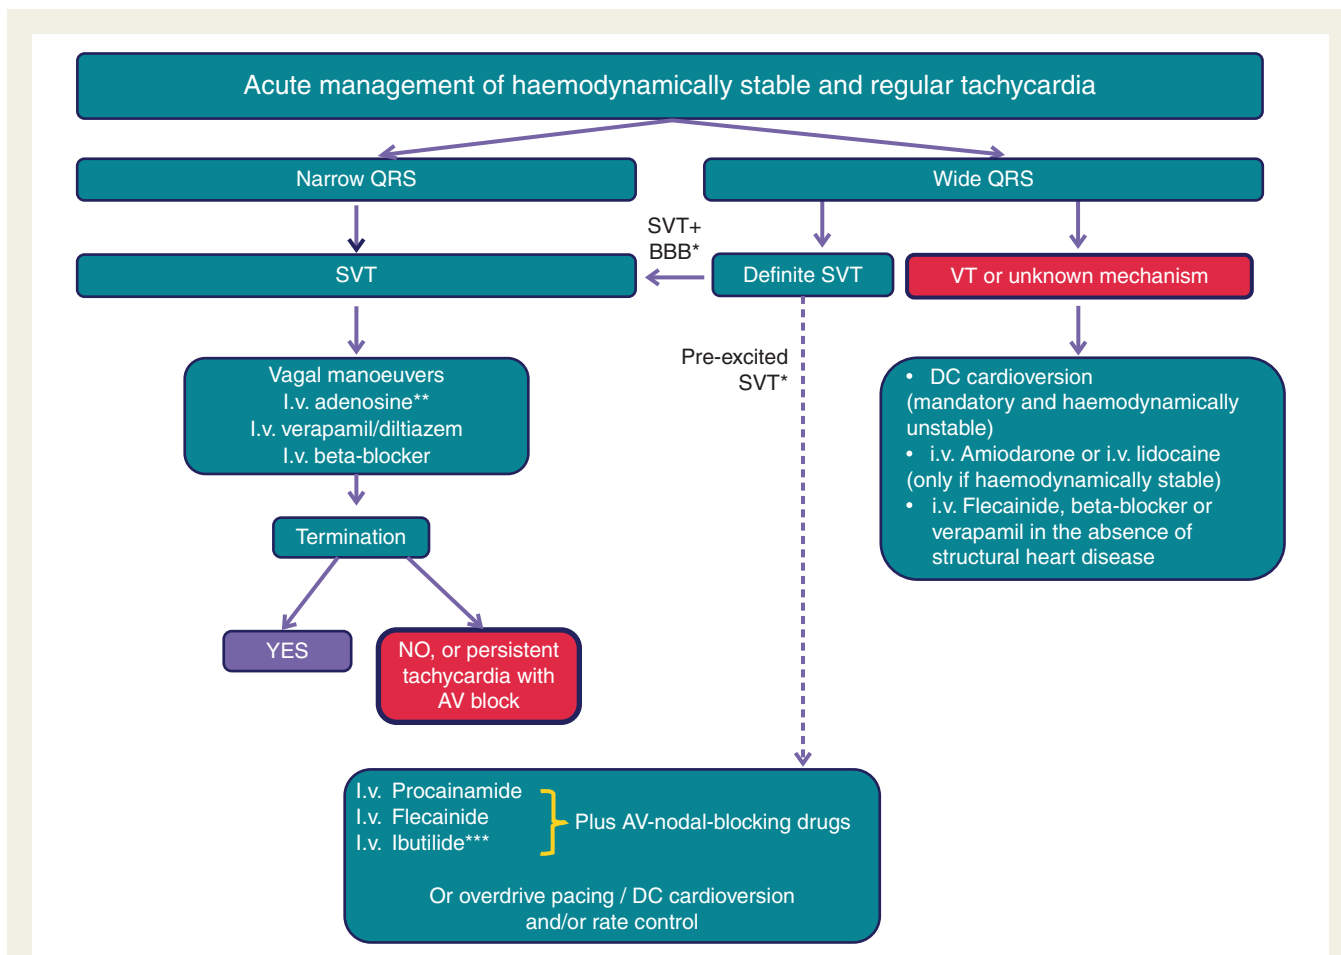 Acute management of haemodynamically stable and regular tachycardia
Narrow QRS
Wide QRS
SVT+
BBB*
SVT
Definite SVT
VT or unknown mechanism
Pre-excited
SVT*
Vagal manoeuvers
I.v. adenosine**
I.v. verapamil/diltiazem
I.v. beta-blocker
• DC cardioversion
(mandatory and haemodynamically
unstable)
• i.v. Amiodarone or i.v. lidocaine
(only if haemodynamically stable)
• i.v. Flecainide, beta-blocker or
verapamil in the absence of
structural heart disease
Termination
YES
NO, or persistent
tachycardia with
AV block
I.v. Procainamide
I.v. Flecainide
I.v. Ibutilide***
Plus AV-nodal-blocking drugs
Or overdrive pacing / DC cardioversion
and/or rate control